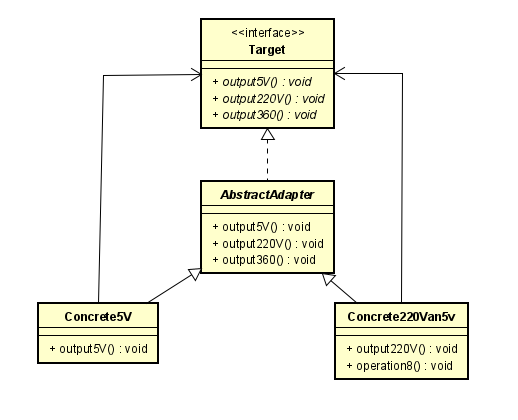 <<interface>>
Target
+ output5V() : void
+ output220V() : void
+ output360() : void
AbstractAdapter
+ output5V() : void
+ output220V() : void
+ output360() : void
Concrete5V
+ output5V() : void
Concrete220Van5v
+ output220V() : void
+ operation8() : void